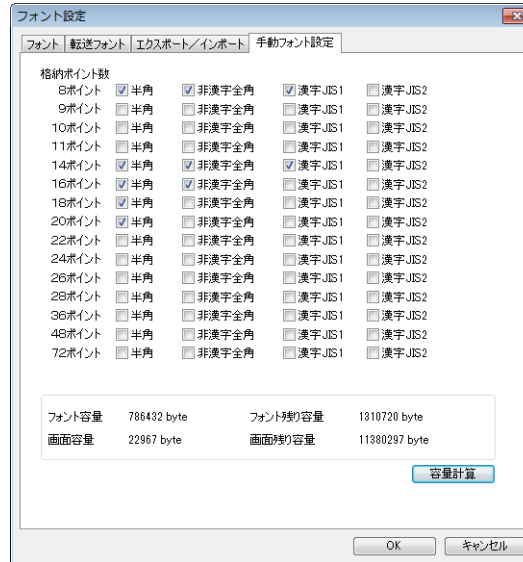 フォント設定
フォント 転送フォント エクスポート/インポート 手動フォント設定
格納ポイント数
8ポイント 半角 非漢字全角 漢字JIS1 漢字JIS2
9ポイント 半角 非漢字全角 漢字JIS1 漢字JIS2
10ポイント 半角 非漢字全角 漢字JIS1 漢字JIS2
11ポイント 半角 非漢字全角 漢字JIS1 漢字JIS2
14ポイント 半角 非漢字全角 漢字JIS1 漢字JIS2
16ポイント 半角 非漢字全角 漢字JIS1 漢字JIS2
18ポイント 半角 非漢字全角 漢字JIS1 漢字JIS2
20ポイント 半角 非漢字全角 漢字JIS1 漢字JIS2
22ポイント 半角 非漢字全角 漢字JIS1 漢字JIS2
24ポイント 半角 非漢字全角 漢字JIS1 漢字JIS2
26ポイント 半角 非漢字全角 漢字JIS1 漢字JIS2
28ポイント 半角 非漢字全角 漢字JIS1 漢字JIS2
36ポイント 半角 非漢字全角 漢字JIS1 漢字JIS2
48ポイント 半角 非漢字全角 漢字JIS1 漢字JIS2
72ポイント 半角 非漢字全角 漢字JIS1 漢字JIS2
フォント容量 786432 byte フォント残り容量 1310720 byte
画面容量 22967 byte 画面残り容量 11380297 byte
容量計算
OK キャンセル